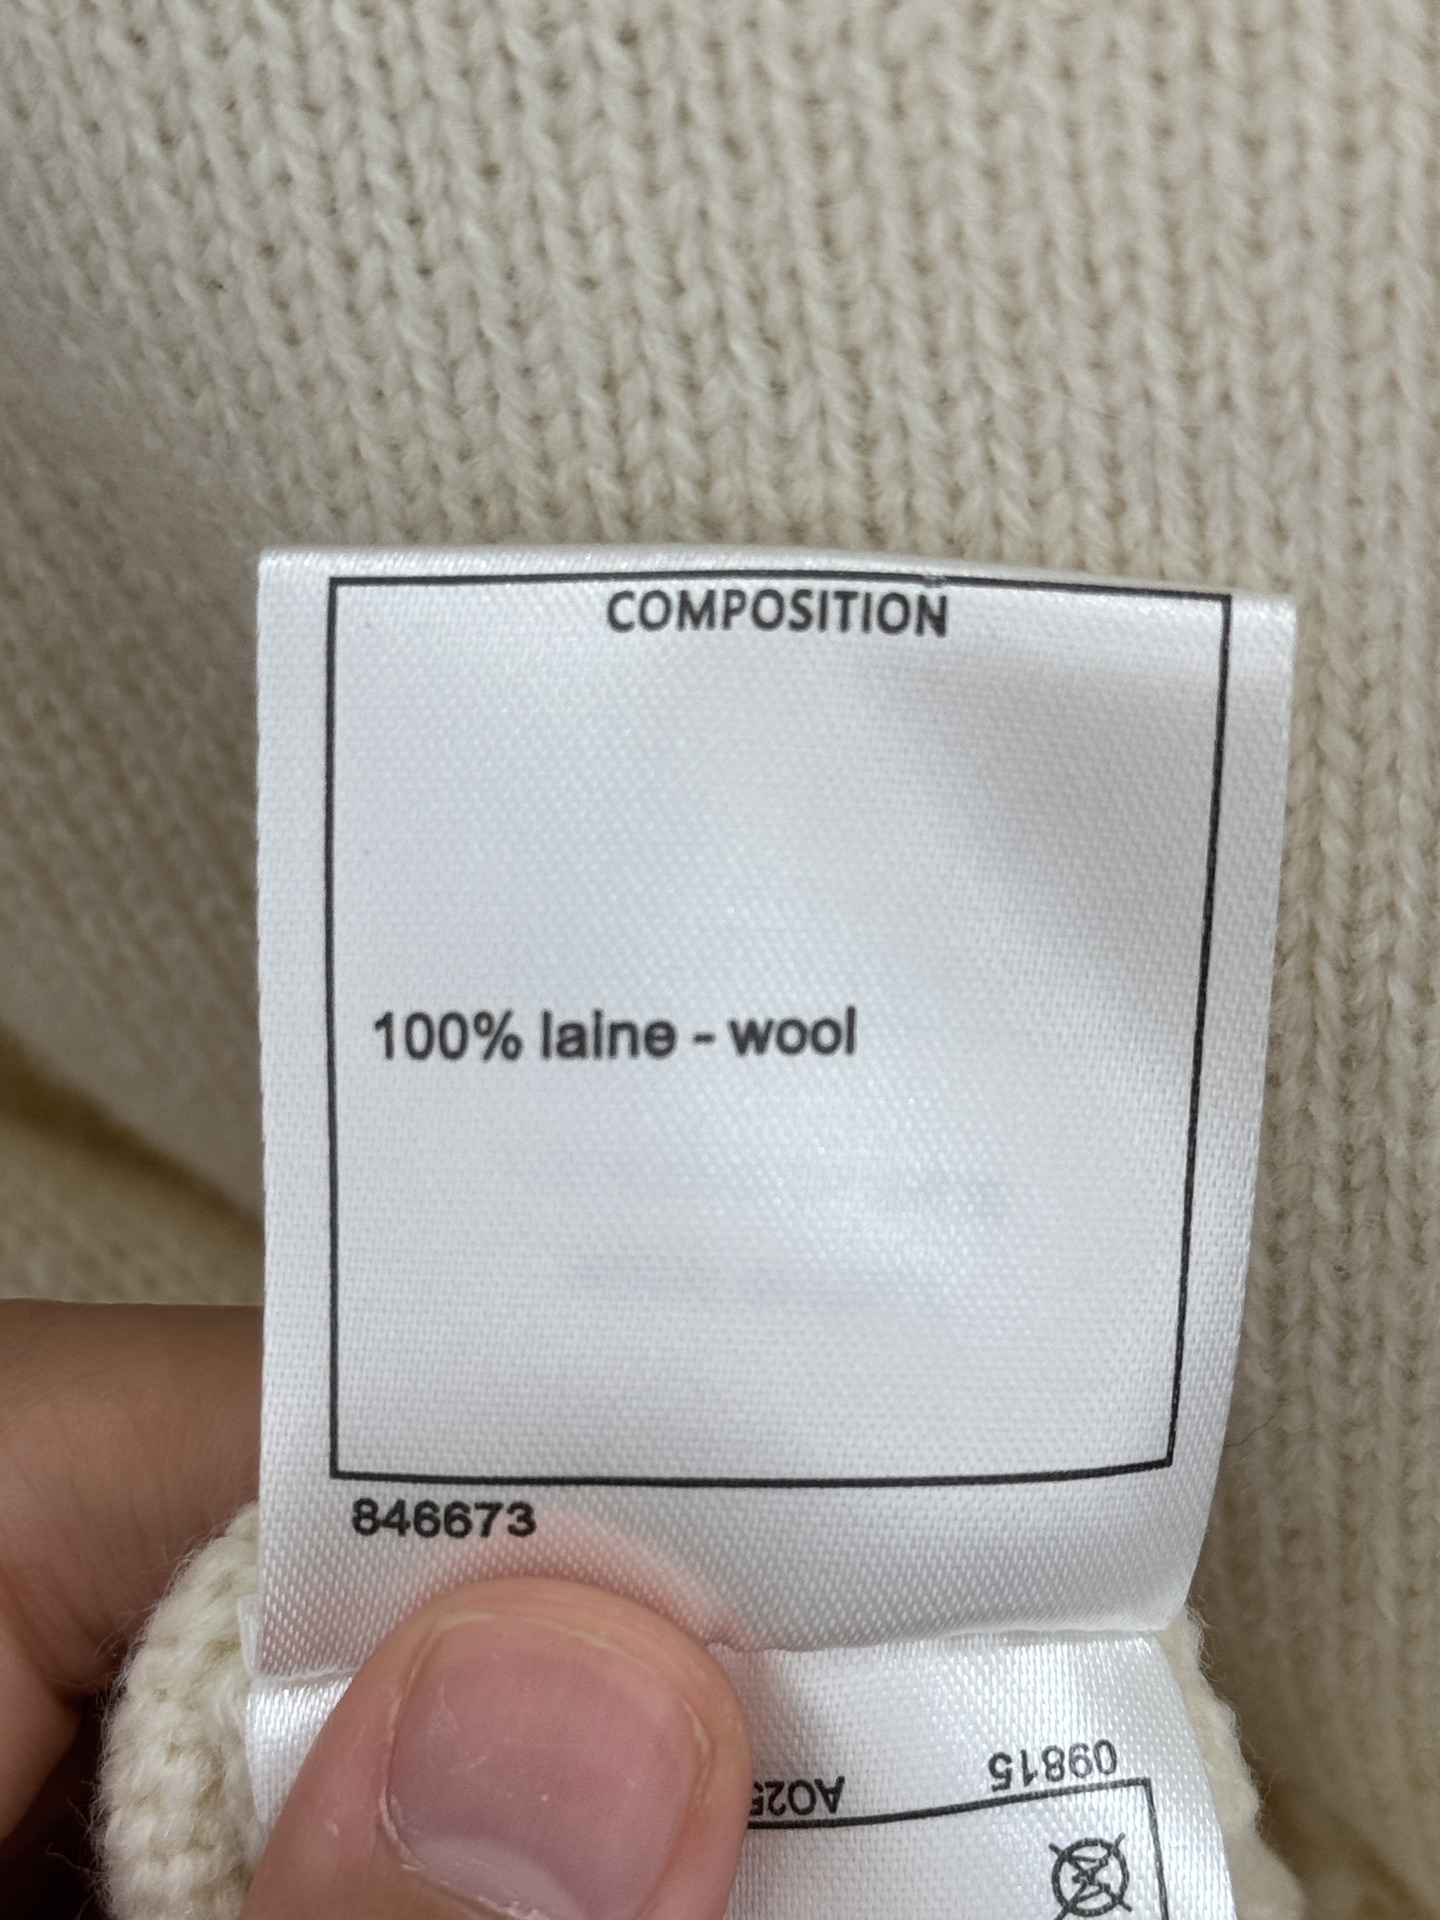 COMPOSITION
100% laine - wool
846673
09815